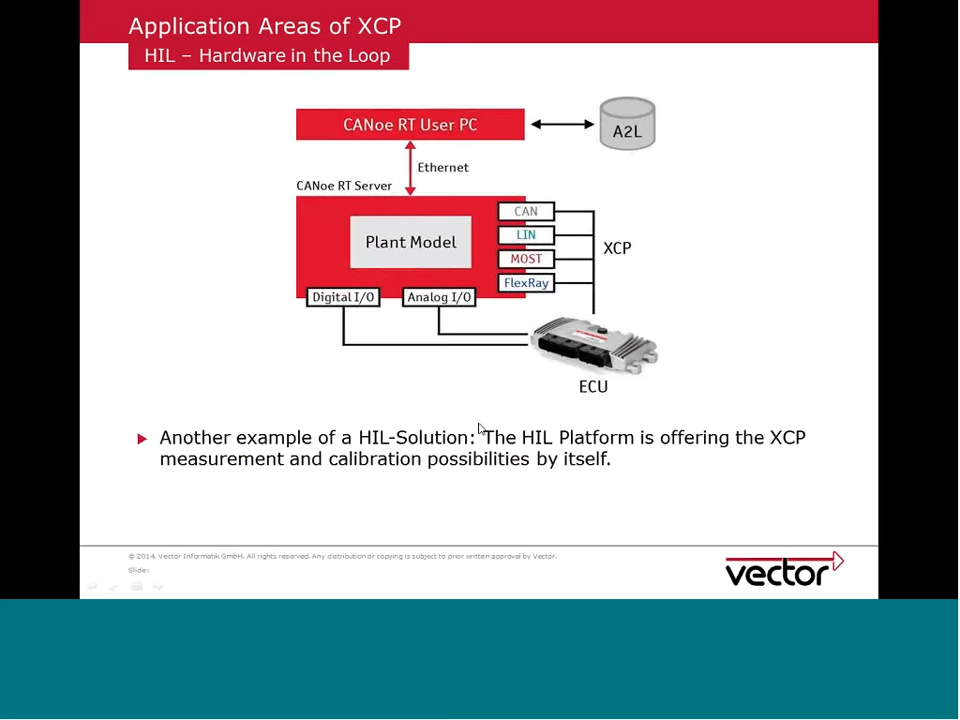 Application Areas of XCP
HIL – Hardware in the Loop
CANoe RT User PC
A2L
Ethernet
CANoe RT Server
CAN
Plant Model
LIN
XCP
MOST
FlexRay
Digital I/O
Analog I/O
ECU
Another example of a HIL-Solution: The HIL Platform is offering the XCP
measurement and calibration possibilities by itself.
© 2014. Vector Informatik GmbH. All rights reserved. Any distribution or copying is subject to prior written approval by Vector.
Slide:
vector